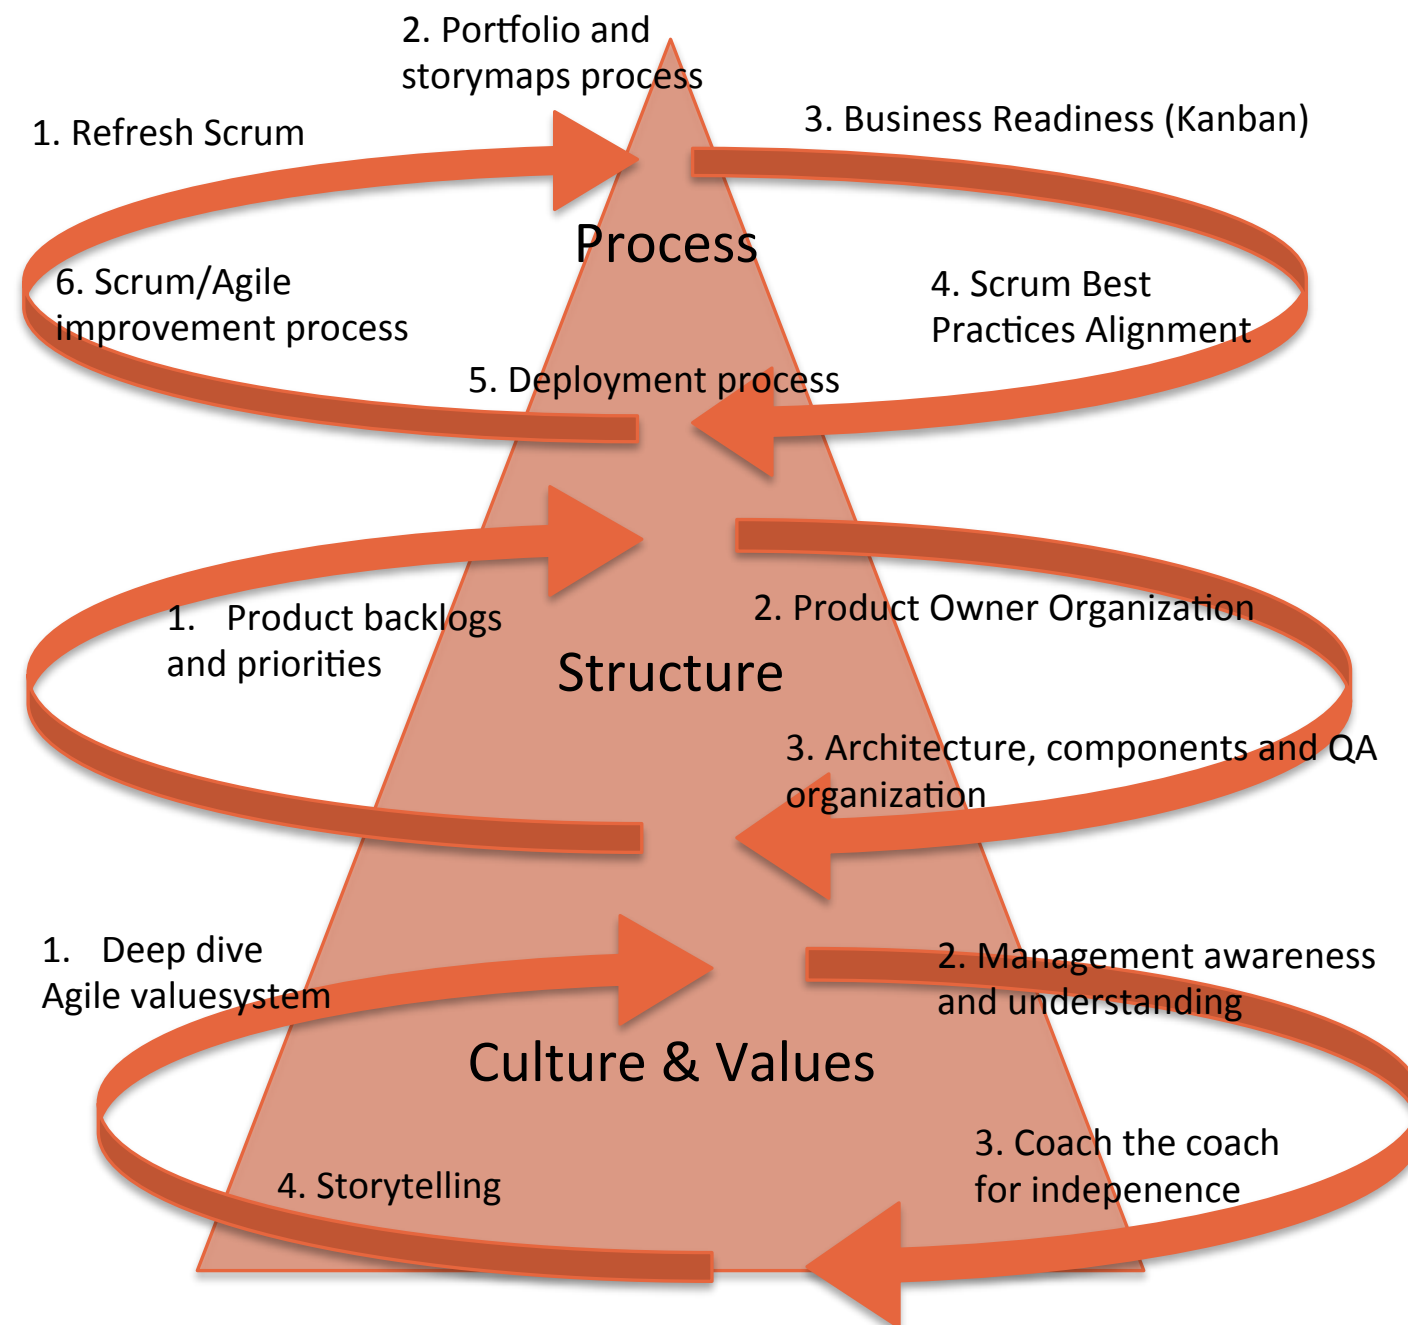 2. Portfolio and
storymaps process
1. Refresh Scrum
3. Business Readiness (Kanban)
Process
6. Scrum/Agile
improvement process
4. Scrum Best
Practices Alignment
5. Deployment process
1. Product backlogs
and priorities
2. Product Owner Organization
Structure
3. Architecture, components and QA
organization
1. Deep dive
Agile valuesystem
2. Management awareness
and understanding
Culture & Values
3. Coach the coach
for indepenence
4. Storytelling